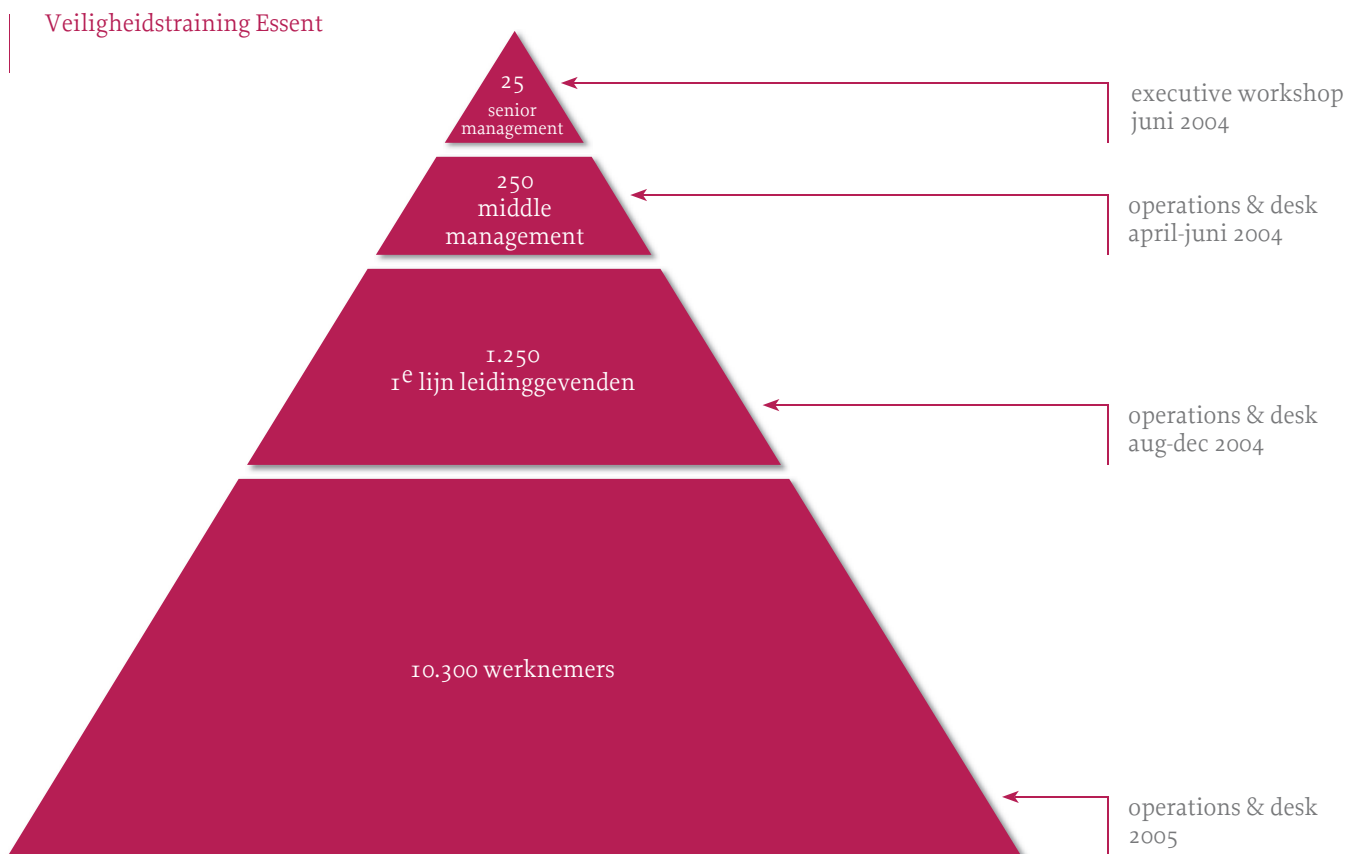 Veiligheidstraining Essent
25
senior
management
executive workshop
juni 2004
250
middle
management
operations & desk
april-juni 2004
1.250
1e lijn leidinggevenden
operations & desk
aug-dec 2004
10.300 werknemers
operations & desk
2005